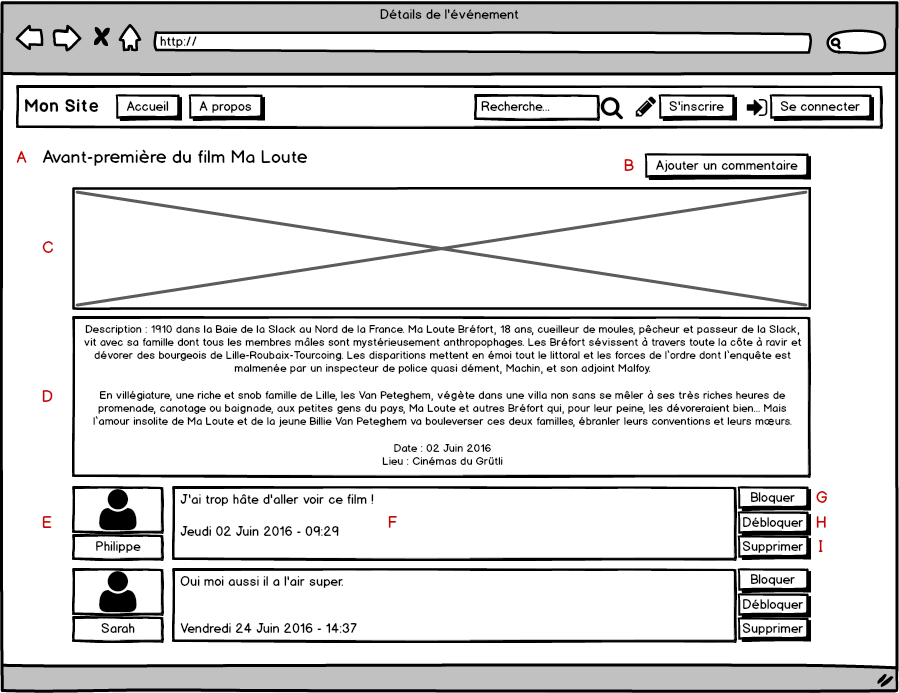 Détails de l'événement
http://
Mon Site Accueil A propos Recherche... S'inscrire Se connecter
A Avant-première du film Ma Loute
B Ajouter un commentaire
C
D
Description : 1910 dans la Baie de la Slack au Nord de la France. Ma Loute Bréfort, 18 ans, cueilleur de moules, pêcheur et passeur de la Slack,
vit avec sa famille dont tous les membres mâles sont mystérieusement anthropophages. Les Bréfort sévissent à travers toute la côte à ravir et
dévorer des bourgeois de Lille-Roubaix-Tourcoing. Les disparitions mettent en émoi tout le littoral et les forces de l'ordre dont l'enquête est
malmenée par un inspecteur de police quasi dément, Machin, et son adjoint Malfoy.
En villégiature, une riche et snob famille de Lille, les Van Peteghem, végète dans une villa non sans se mêler à ses très riches heures de
promenade, canotage ou baignade, aux petites gens du pays, Ma Loute et autres Bréfort qui, pour leur peine, les dévoreraient bien... Mais
l'amour insolite de Ma Loute et de la jeune Billie Van Peteghem va bouleverser ces deux familles, ébranler leurs conventions et leurs mœurs.
Date : 02 Juin 2016
Lieu : Cinémas du Grütli
E
Philippe
J'ai trop hâte d'aller voir ce film !
Jeudi 02 Juin 2016 - 09:29
F
Bloquer G
Débloquer H
Supprimer I
Sarah
Oui moi aussi il a l'air super.
Vendredi 24 Juin 2016 - 14:37
Bloquer
Débloquer
Supprimer